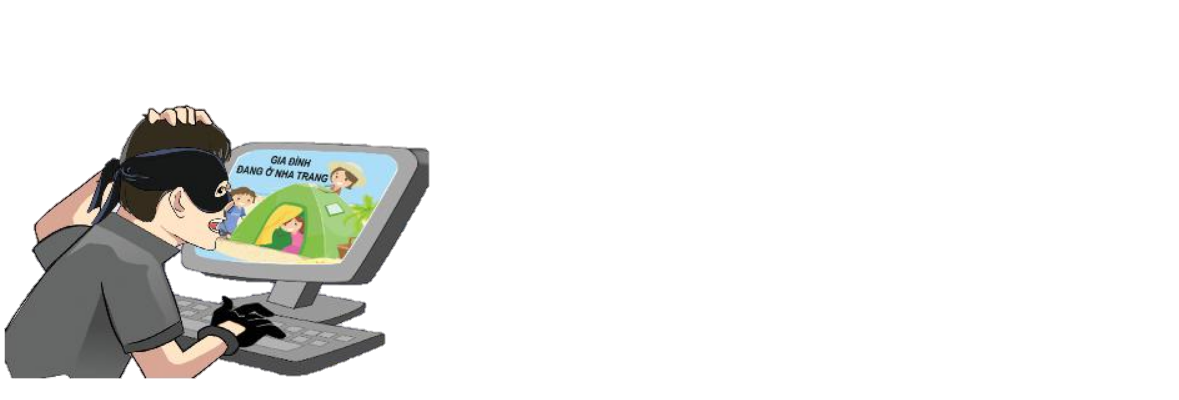 GIA ĐÌNH
ĐANG Ở NHA TRANG